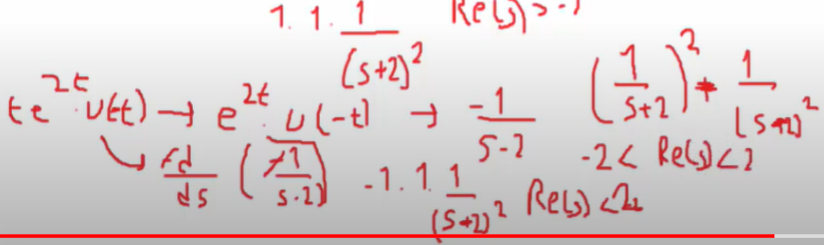 1.1. 1/(s+2)² Re(s)>-
te^2t.u(-t) → e^2t.u(-t) → -1/(s-2) (1/(s+2))² + 1/(s-2)²
-d/ds (-1/(s-2)) -1.1. 1/(s-2)² Re(s)<2 -2< Re(s)<2